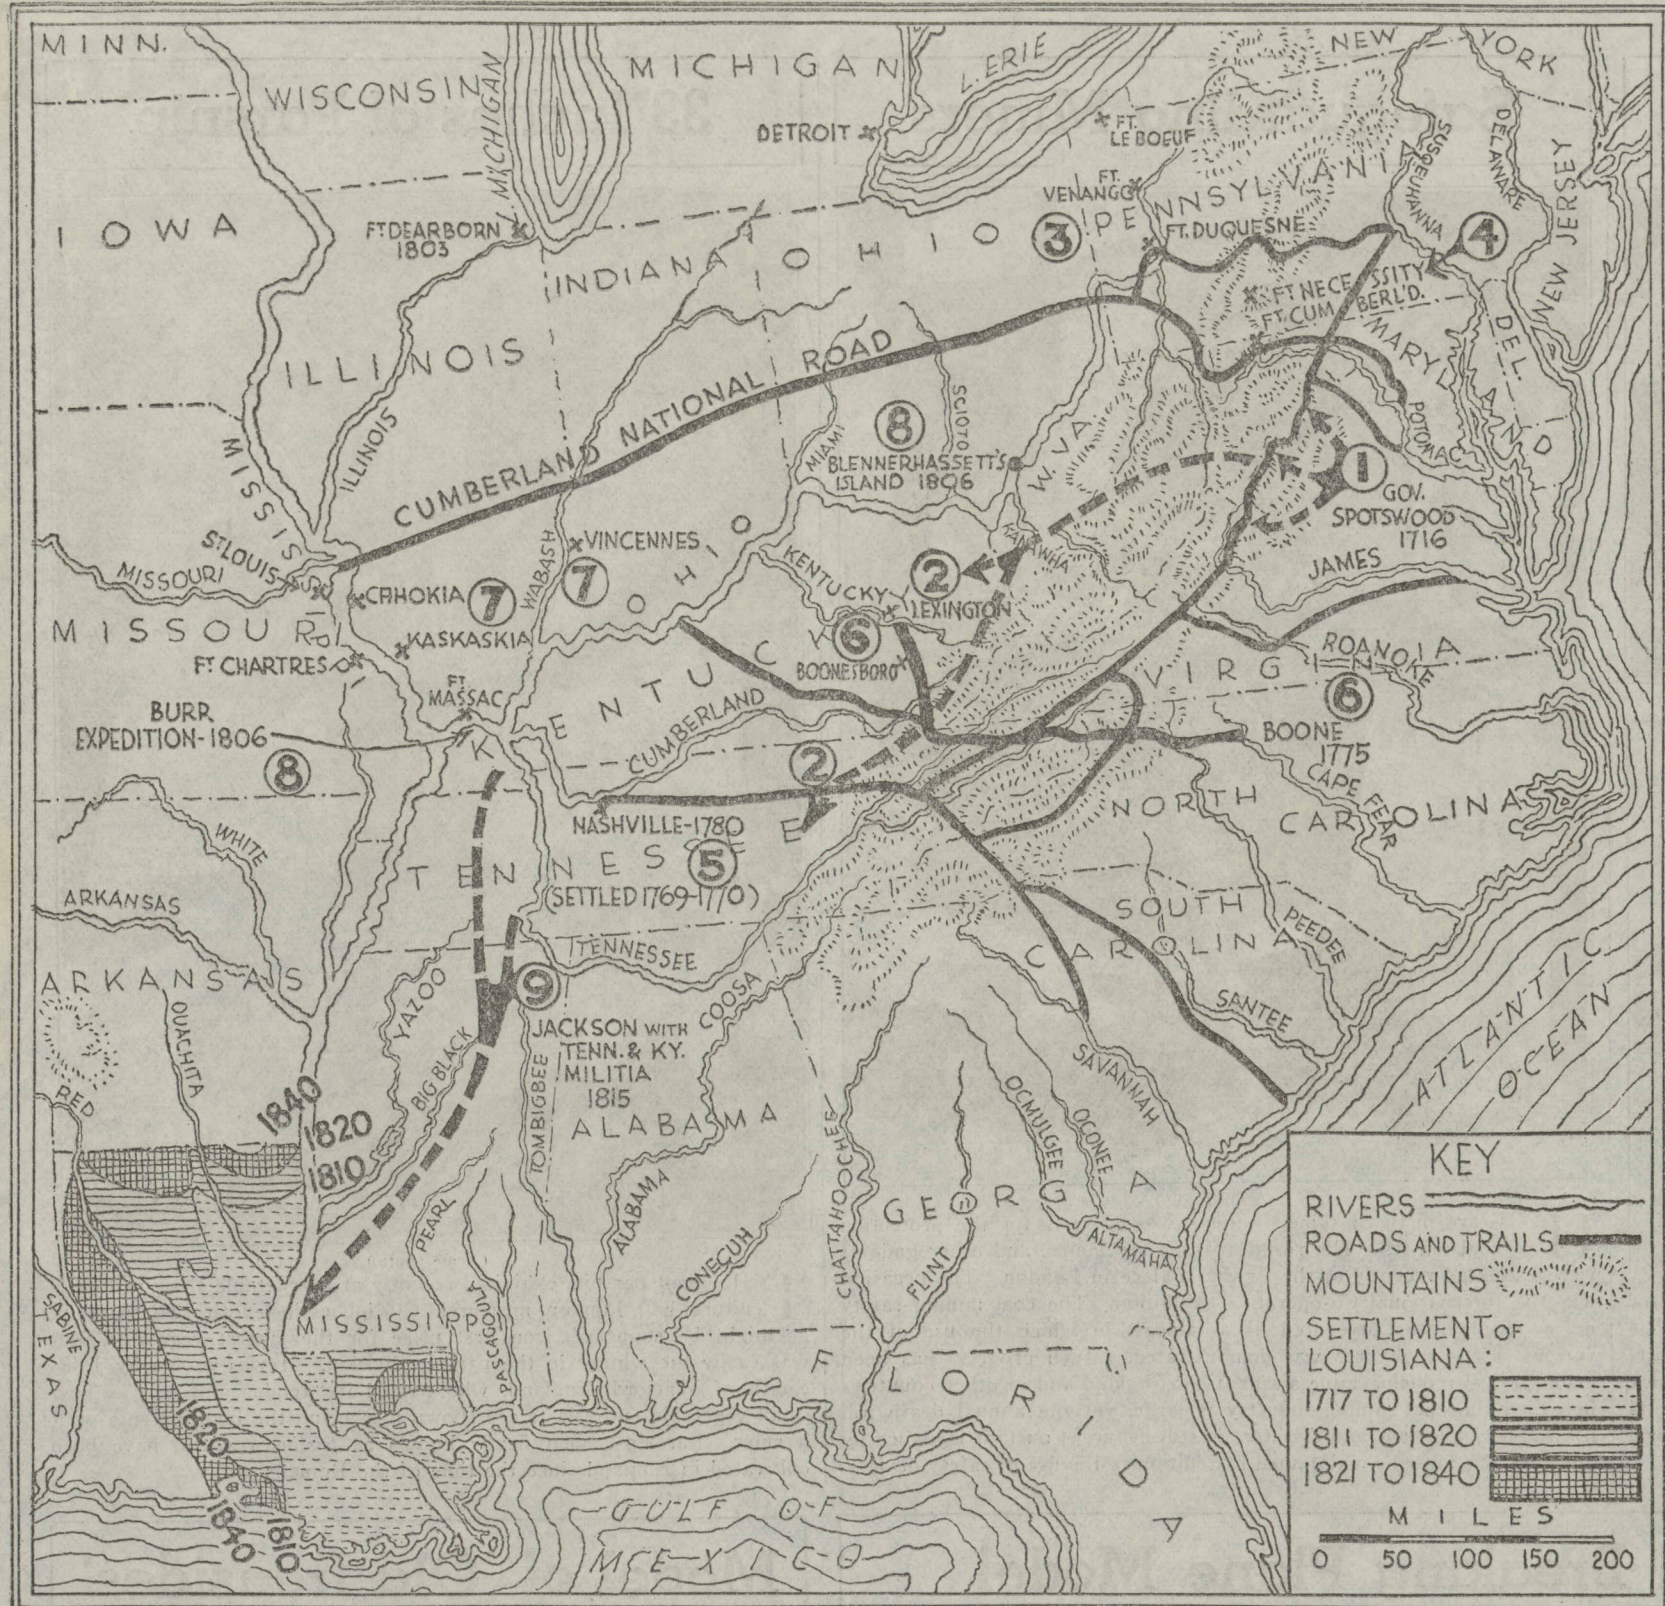 MINN.
WISCONSIN
L. MICHIGAN
MICHIGAN
L. ERIE
NEW YORK
DETROIT
FT.
LE BOEUF
FT.
VENANGO
PENNSYLVANIA
SUSQUEHANNA
DELAWARE
NEW JERSEY
IOWA
FT DEARBORN
1803
INDIANA
OHIO
3
FT. DUQUESNE
4
FT NECESSITY
FT. CUMBERL'D.
MARYLAND
DEL.
ILLINOIS
ILLINOIS
MISSISSIPPI
CUMBERLAND NATIONAL ROAD
MIAMI
SCIOTO
8
BLENNERHASSETT'S
ISLAND 1806
W. VA.
POTOMAC
1
GOV.
SPOTSWOOD
1716
ST LOUIS
MISSOURI
CAHOKIA
7
WABASH
VINCENNES
7
OHIO
KENTUCKY
2
LEXINGTON
KANAWHA
JAMES
MISSOURI
KASKASKIA
FT CHARTRES
6
BOONESBORO
KENTUCKY
VIRGINIA
ROANOKE
6
FT
MASSAC
BURR
EXPEDITION-1806
8
CUMBERLAND
2
BOONE
1775
CAPE FEAR
NORTH
CAROLINA
NASHVILLE-1780
TENNESSEE
5
(SETTLED 1769-1770)
WHITE
ARKANSAS
SOUTH
CAROLINA
PEEDEE
TENNESSEE
ARKANSAS
YAZOO
9
COOSA
SANTEE
ATLANTIC
OCEAN
OUACHITA
BIG BLACK
JACKSON WITH
TENN. & KY.
MILITIA
1815
TOMBIGBEE
SAVANNAH
RED
1840
1820
1810
ALABAMA
OCMULGEE
OCONEE
CHATTAHOOCHEE
GEORGIA
ALTAMAHA
PEARL
ALABAMA
CONECUH
FLINT
SABINE
TEXAS
MISSISSIPPI
PASCAGOULA
FLORIDA
1820
1840
1810
GULF OF
MEXICO
KEY
RIVERS
ROADS AND TRAILS
MOUNTAINS
SETTLEMENT OF
LOUISIANA:
1717 TO 1810
1811 TO 1820
1821 TO 1840
MILES
0 50 100 150 200